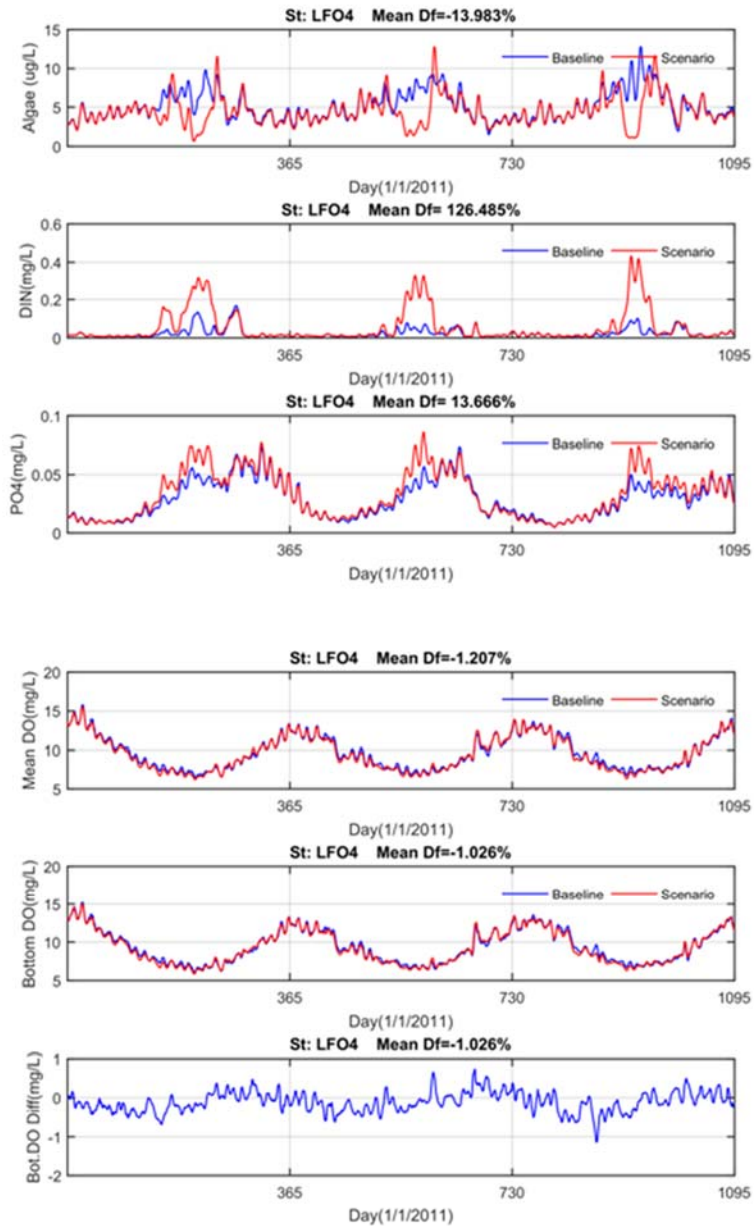 St: LFO4 Mean Df=-13.983%
15
10
5
0
Algae (ug/L)
Baseline Scenario
365 730 1095
Day(1/1/2011)
St: LFO4 Mean Df= 126.485%
0.6
0.4
0.2
0
DIN(mg/L)
Baseline Scenario
365 730 1095
Day(1/1/2011)
St: LFO4 Mean Df= 13.666%
0.1
0.05
0
PO4(mg/L)
Baseline Scenario
365 730 1095
Day(1/1/2011)
St: LFO4 Mean Df=-1.207%
20
15
10
5
Mean DO(mg/L)
Baseline Scenario
365 730 1095
Day(1/1/2011)
St: LFO4 Mean Df=-1.026%
20
15
10
5
Bottom DO(mg/L)
Baseline Scenario
365 730 1095
Day(1/1/2011)
St: LFO4 Mean Df=-1.026%
1
0
-1
-2
Bot.DO Diff(mg/L)
365 730 1095
Day(1/1/2011)